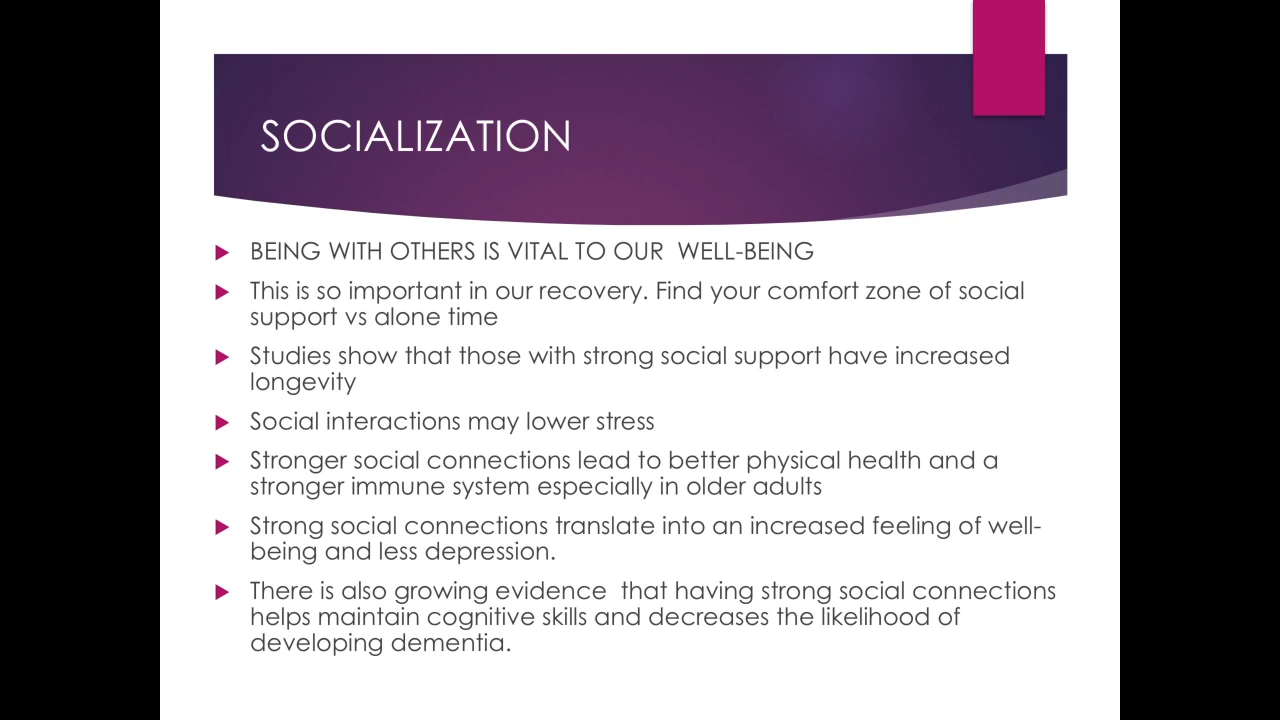 SOCIALIZATION
BEING WITH OTHERS IS VITAL TO OUR  WELL-BEING
This is so important in our recovery. Find your comfort zone of social
support vs alone time
Studies show that those with strong social support have increased
longevity
Social interactions may lower stress
Stronger social connections lead to better physical health and a
stronger immune system especially in older adults
Strong social connections translate into an increased feeling of well-
being and less depression.
There is also growing evidence  that having strong social connections
helps maintain cognitive skills and decreases the likelihood of
developing dementia.